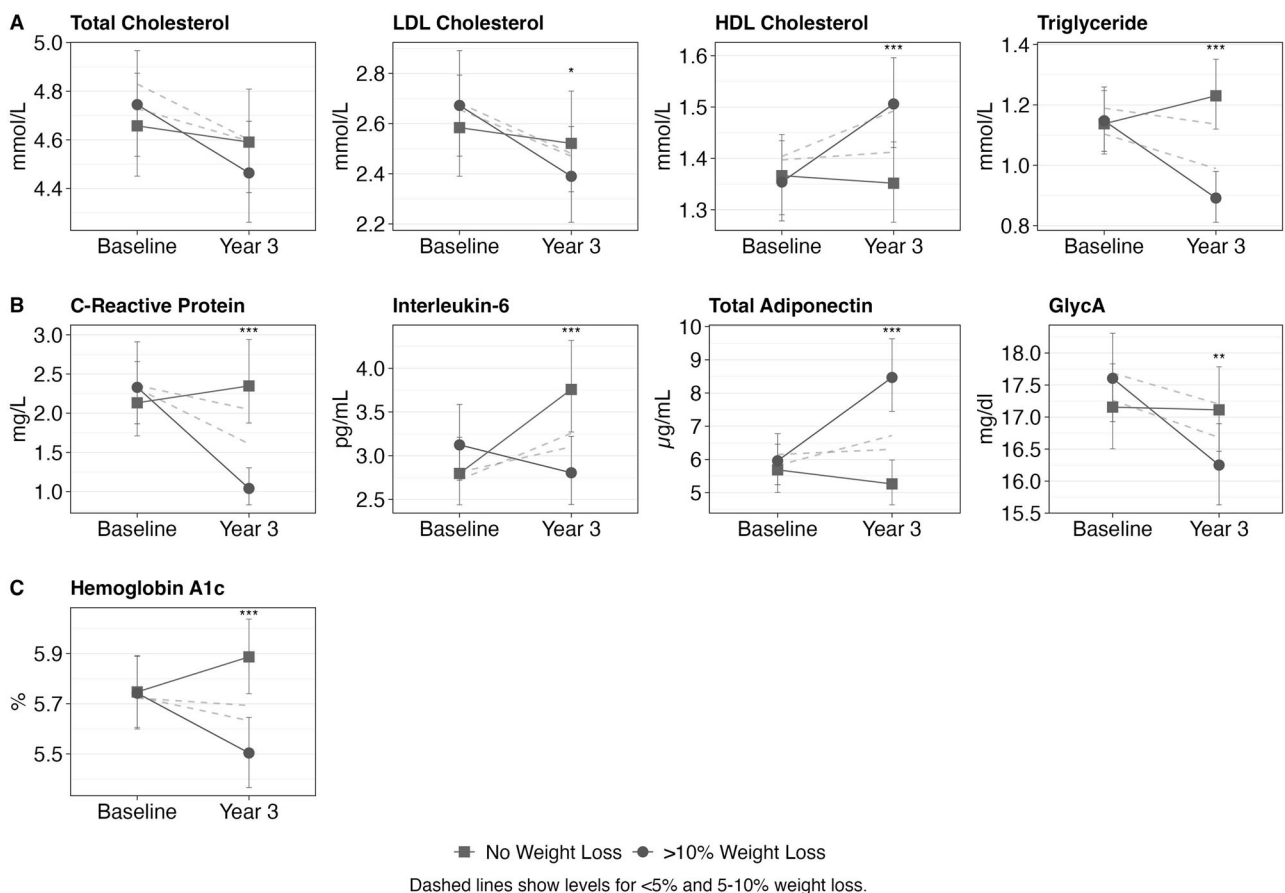 A
Total Cholesterol
LDL Cholesterol
HDL Cholesterol
Triglyceride
mmol/L
5.0
4.8
4.6
4.4
Baseline
Year 3
mmol/L
2.8
2.6
2.4
2.2
*
Baseline
Year 3
mmol/L
1.6
1.5
1.4
1.3
***
Baseline
Year 3
mmol/L
1.4
1.2
1.0
0.8
***
Baseline
Year 3
B
C-Reactive Protein
Interleukin-6
Total Adiponectin
GlycA
mg/L
3.0
2.5
2.0
1.5
1.0
***
Baseline
Year 3
pg/mL
4.0
3.5
3.0
2.5
***
Baseline
Year 3
µg/mL
10
9
8
7
6
5
***
Baseline
Year 3
mg/dl
18.0
17.5
17.0
16.5
16.0
15.5
**
Baseline
Year 3
C
Hemoglobin A1c
%
5.9
5.7
5.5
***
Baseline
Year 3
No Weight Loss
>10% Weight Loss
Dashed lines show levels for <5% and 5-10% weight loss.